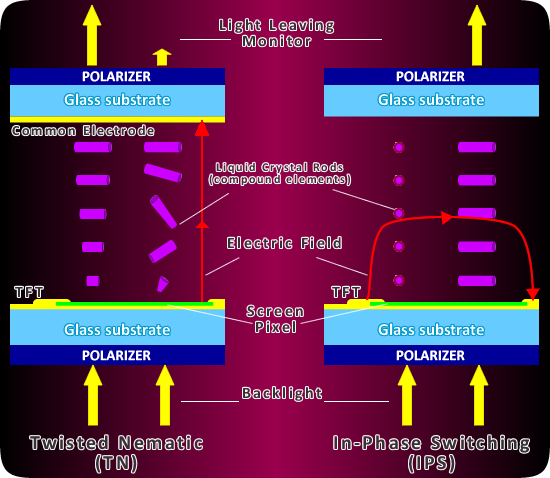 Light Leaving
Monitor
POLARIZER
POLARIZER
Glass substrate
Glass substrate
Common Electrode
Liquid Crystal Rods
(compound elements)
Electric Field
TFT
TFT
Screen
Pixel
Glass substrate
Glass substrate
POLARIZER
POLARIZER
Backlight
Twisted Nematic
(TN)
In-Phase Switching
(IPS)